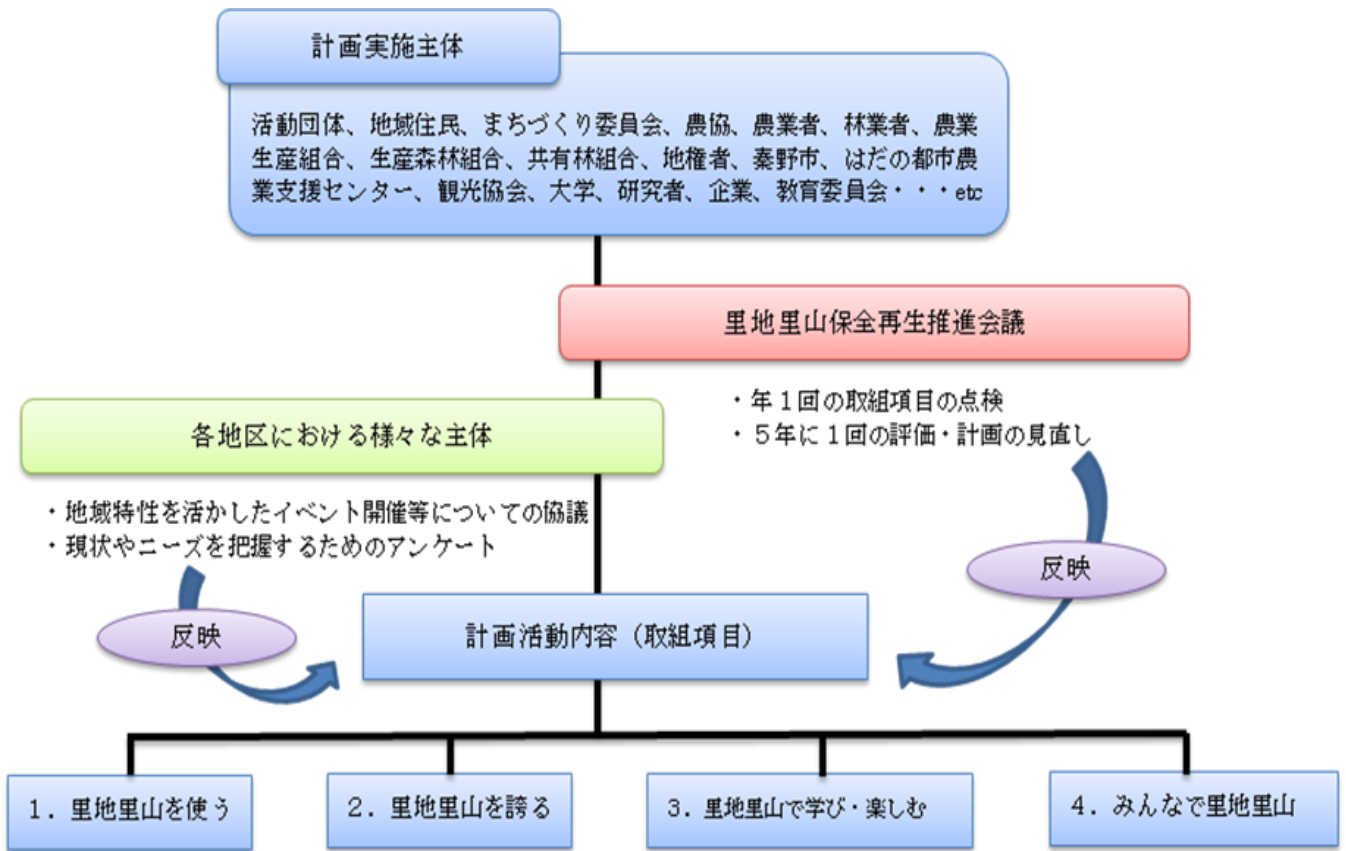 計画実施主体
活動団体、地域住民、まちづくり委員会、農協、農業者、林業者、農業
生産組合、生産森林組合、共有林組合、地権者、秦野市、はだの都市農
業支援センター、観光協会、大学、研究者、企業、教育委員会・・・etc
里地里山保全再生推進会議
・年１回の取組項目の点検
・５年に１回の評価・計画の見直し
各地区における様々な主体
・地域特性を活かしたイベント開催等についての協議
・現状やニーズを把握するためのアンケート
反映
反映
計画活動内容（取組項目）
１．里地里山を使う
２．里地里山を誇る
３．里地里山で学び・楽しむ
４．みんなで里地里山